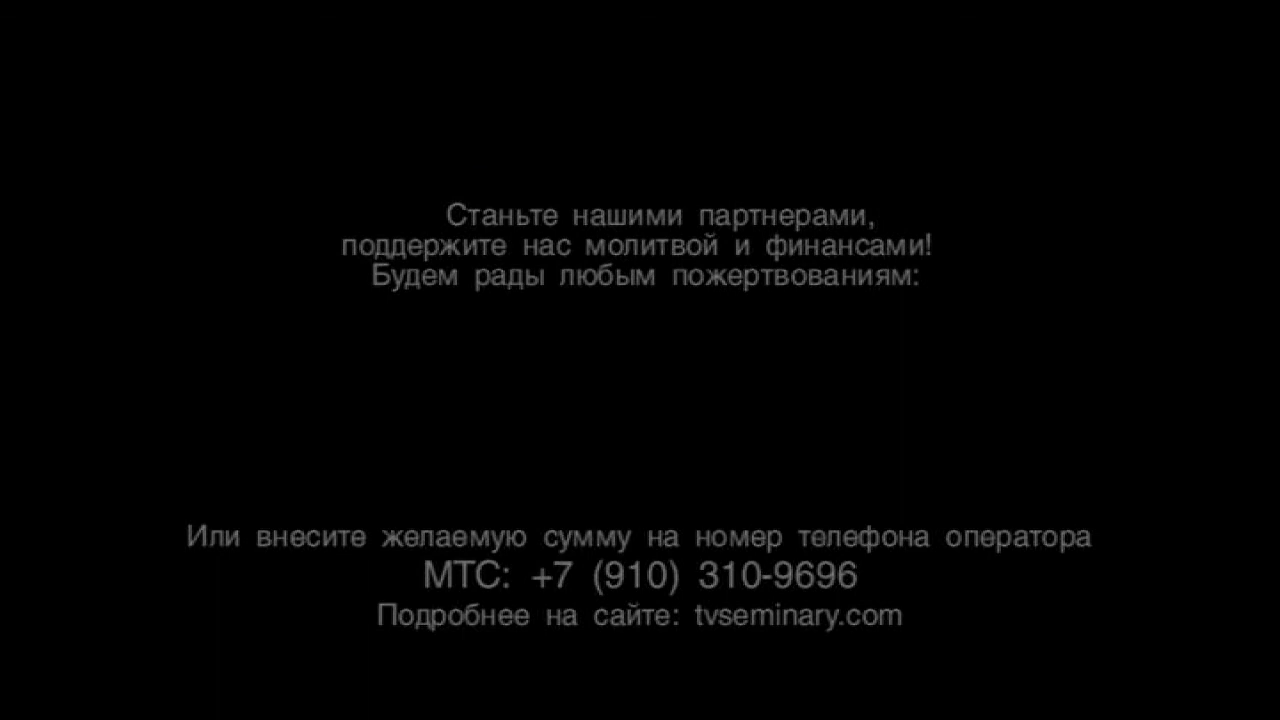 Станьте нашими партнерами,
поддержите нас молитвой и финансами!
Будем рады любым пожертвованиям:
Или внесите желаемую сумму на номер телефона оператора
МТС: +7 (910) 310-9696
Подробнее на сайте: tvseminary.com